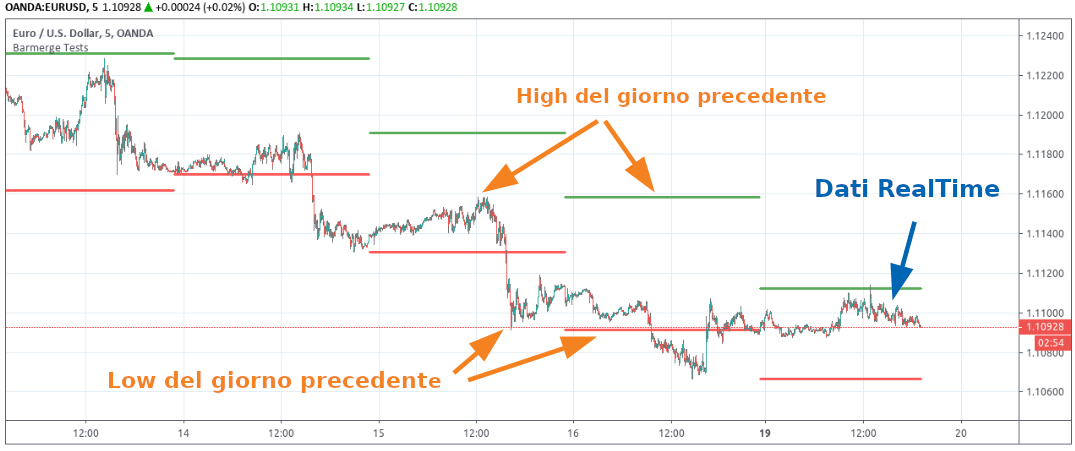 OANDA:EURUSD, 5 1.10928 ▲ +0.00024 (+0.02%) O:1.10931 H:1.10934 L:1.10927 C:1.10928
Euro / U.S. Dollar, 5, OANDA
Barmerge Tests
1.12400
1.12200
High del giorno precedente
1.12000
1.11800
Dati RealTime
1.11600
1.11400
1.11200
1.11000
1.10928
02:54
1.10800
Low del giorno precedente
1.10600
12:00 14 12:00 15 12:00 16 12:00 19 12:00 20